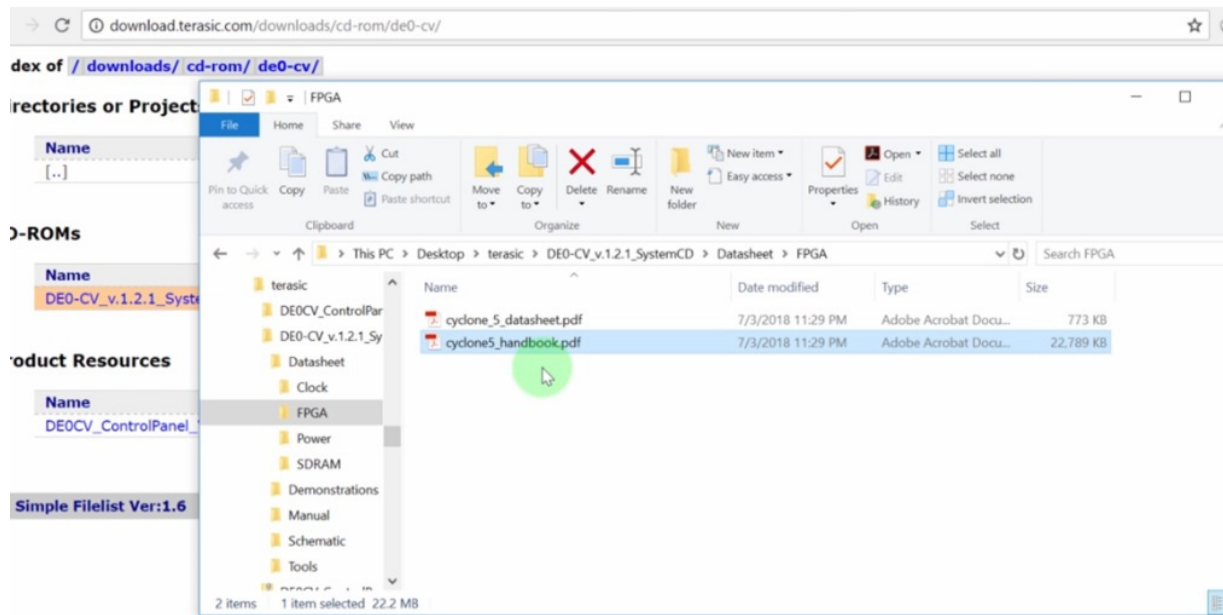 download.terasic.com/downloads/cd-rom/de0-cv/
dex of / downloads/ cd-rom/ de0-cv/
rectories or Project
Name
[..]
O-ROMs
Name
DE0-CV_v.1.2.1_Syste
roduct Resources
Name
DE0CV_ControlPanel_
Simple Filelist Ver:1.6
FPGA
File Home Share View
Pin to Quick access
Copy
Paste
Cut
Copy path
Paste shortcut
Clipboard
Move to
Copy to
Delete
Rename
Organize
New folder
New item
Easy access
New
Properties
Open
Edit
History
Open
Select all
Select none
Invert selection
Select
This PC > Desktop > terasic > DE0-CV_v.1.2.1_SystemCD > Datasheet > FPGA
Search FPGA
terasic
DE0CV_ControlPar
DE0-CV_v.1.2.1_Sy
Datasheet
Clock
FPGA
Power
SDRAM
Demonstrations
Manual
Schematic
Tools
Name Date modified Type Size
cyclone_5_datasheet.pdf 7/3/2018 11:29 PM Adobe Acrobat Docu... 773 KB
cyclone5_handbook.pdf 7/3/2018 11:29 PM Adobe Acrobat Docu... 22,789 KB
2 items 1 item selected 22.2 MB